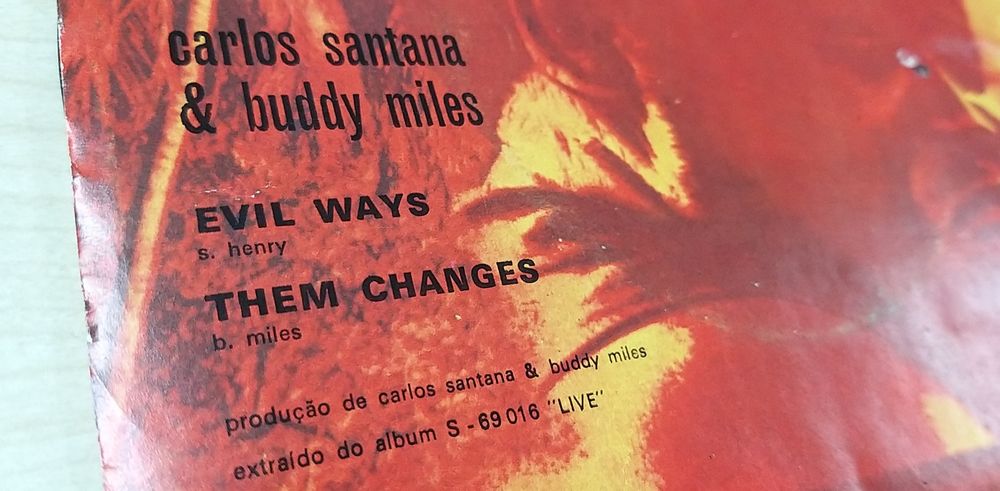 carlos santana
& buddy miles
EVIL WAYS
s. henry
THEM CHANGES
b. miles
produção de carlos santana & buddy miles
extraído do album S - 69 016 "LIVE"